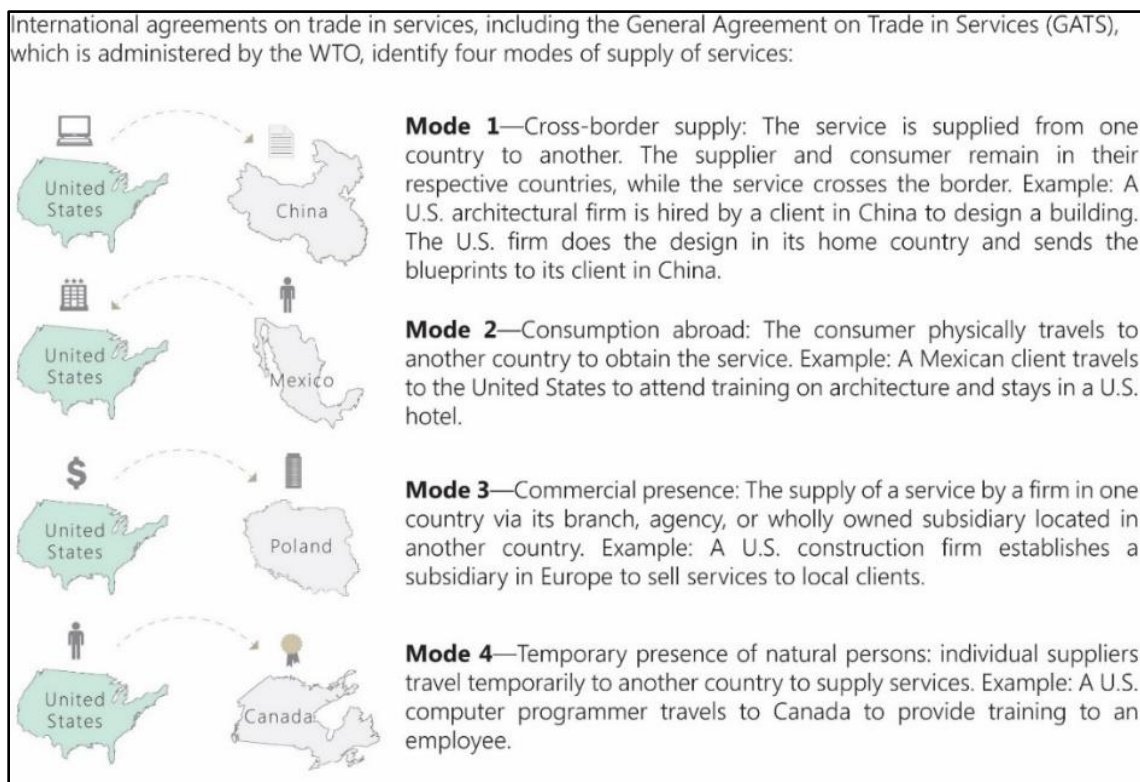 International agreements on trade in services, including the General Agreement on Trade in Services (GATS),
which is administered by the WTO, identify four modes of supply of services:
United
States
China
Mode 1—Cross-border supply: The service is supplied from one
country to another. The supplier and consumer remain in their
respective countries, while the service crosses the border. Example: A
U.S. architectural firm is hired by a client in China to design a building.
The U.S. firm does the design in its home country and sends the
blueprints to its client in China.
United
States
Mexico
Mode 2—Consumption abroad: The consumer physically travels to
another country to obtain the service. Example: A Mexican client travels
to the United States to attend training on architecture and stays in a U.S.
hotel.
$
United
States
Poland
Mode 3—Commercial presence: The supply of a service by a firm in one
country via its branch, agency, or wholly owned subsidiary located in
another country. Example: A U.S. construction firm establishes a
subsidiary in Europe to sell services to local clients.
United
States
Canada
Mode 4—Temporary presence of natural persons: individual suppliers
travel temporarily to another country to supply services. Example: A U.S.
computer programmer travels to Canada to provide training to an
employee.